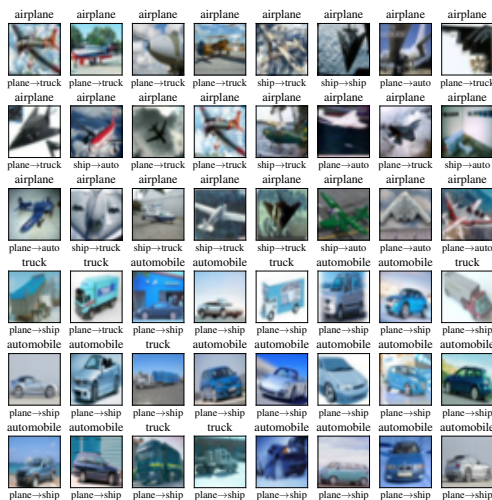 airplane airplane airplane airplane airplane airplane airplane airplane
plane→truck plane→truck plane→truck plane→truck ship→truck ship→ship plane→auto plane→truck
airplane airplane airplane airplane airplane airplane airplane airplane
plane→truck ship→auto plane→truck plane→truck ship→truck plane→auto plane→truck ship→auto
airplane airplane airplane airplane airplane airplane airplane airplane
plane→auto ship→truck ship→truck ship→truck ship→truck ship→auto plane→auto plane→truck
truck truck automobile automobile truck automobile automobile truck
plane→ship plane→truck plane→ship plane→ship plane→ship plane→ship plane→ship plane→ship
automobile automobile truck automobile automobile automobile automobile automobile
plane→ship plane→ship plane→ship plane→ship plane→ship plane→ship plane→ship plane→ship
automobile automobile truck truck automobile automobile automobile automobile
plane→ship plane→ship plane→ship plane→ship plane→ship plane→ship plane→ship plane→ship